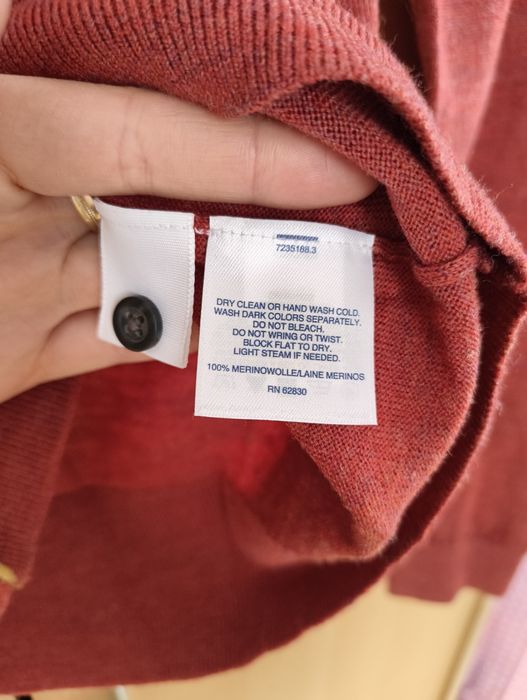 7235188.3
DRY CLEAN OR HAND WASH COLD.
WASH DARK COLORS SEPARATELY.
DO NOT BLEACH.
DO NOT WRING OR TWIST.
BLOCK FLAT TO DRY.
LIGHT STEAM IF NEEDED.
100% MERINOWOLLE/LAINE MERINOS
RN 62830